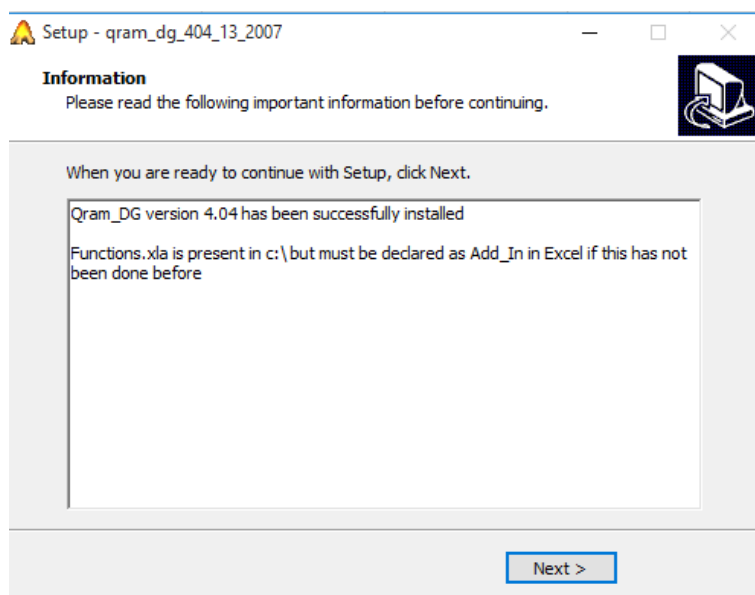 Setup - qram_dg_404_13_2007
Information
Please read the following important information before continuing.
When you are ready to continue with Setup, click Next.
Qram_DG version 4.04 has been successfully installed
Functions.xla is present in c:\ but must be declared as Add_In in Excel if this has not
been done before
Next >